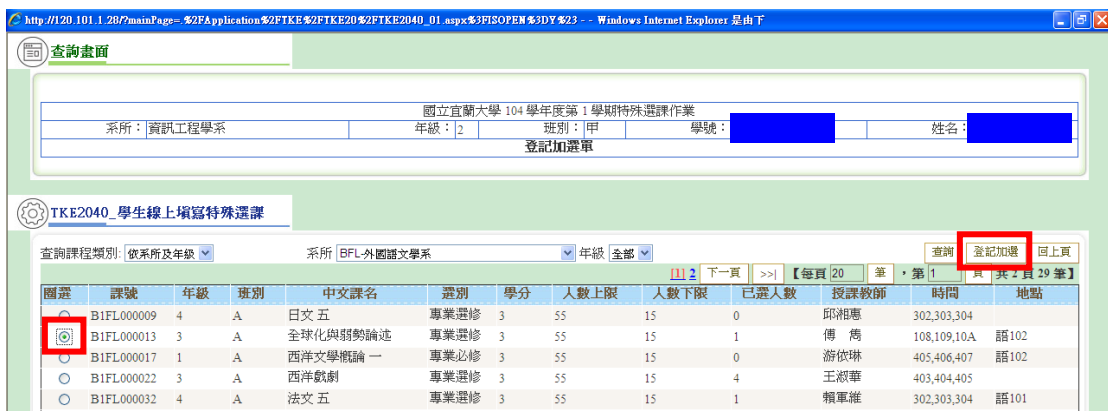 http://120.101.1.28/?mainPage=.%2FApplication%2FTKE%2FTKE20%2FTKE2040_01.aspx%3FISOPEN%3DY%23 - - Windows Internet Explorer 是由下
查詢畫面
國立宜蘭大學 104 學年度第 1 學期特殊選課作業
系所: 資訊工程學系 年級: 2 班別: 甲 學號: 姓名:
登記加選單
TKE2040_學生線上填寫特殊選課
查詢課程類別: 依系所及年級 系所 BFL-外國語文學系 年級 全部 查詢 登記加選 回上頁
[1] 2 下一頁 >>| 【每頁 20 筆 ,第 1 頁 共 2 頁 29 筆】
圈選 課號 年級 班別 中文課名 選別 學分 人數上限 人數下限 已選人數 授課教師 時間 地點
B1FL000009 4 A 日文 五 專業選修 3 55 15 0 邱湘惠 302,303,304
B1FL000013 3 A 全球化與弱勢論述 專業選修 3 55 15 1 傅 雋 108,109,10A 語102
B1FL000017 1 A 西洋文學概論 一 專業必修 3 55 15 0 游依琳 405,406,407 語102
B1FL000022 3 A 西洋戲劇 專業選修 3 55 15 4 王淑華 403,404,405
B1FL000032 4 A 法文 五 專業選修 3 55 15 1 賴軍維 302,303,304 語101